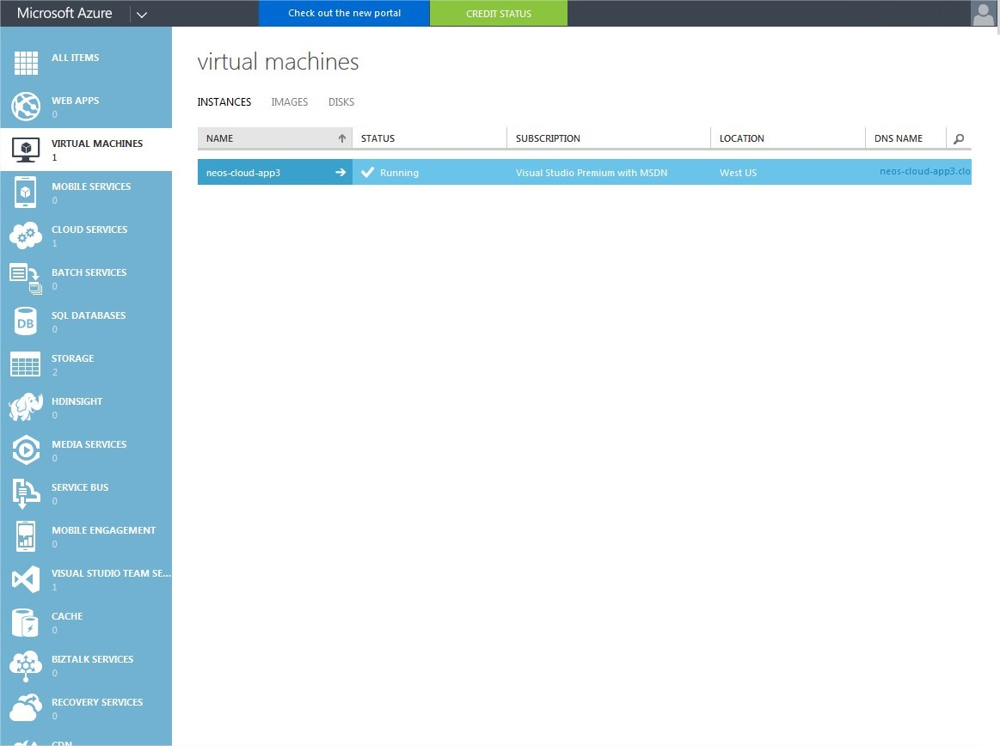 Microsoft Azure
Check out the new portal
CREDIT STATUS
ALL ITEMS
WEB APPS
0
VIRTUAL MACHINES
1
MOBILE SERVICES
0
CLOUD SERVICES
1
BATCH SERVICES
0
DB
SQL DATABASES
0
STORAGE
2
HDINSIGHT
0
MEDIA SERVICES
0
SERVICE BUS
0
MOBILE ENGAGEMENT
0
VISUAL STUDIO TEAM SE...
1
CACHE
0
BIZTALK SERVICES
0
RECOVERY SERVICES
0
CDN
virtual machines
INSTANCES IMAGES DISKS
NAME STATUS SUBSCRIPTION LOCATION DNS NAME
neos-cloud-app3 Running Visual Studio Premium with MSDN West US neos-cloud-app3.clo